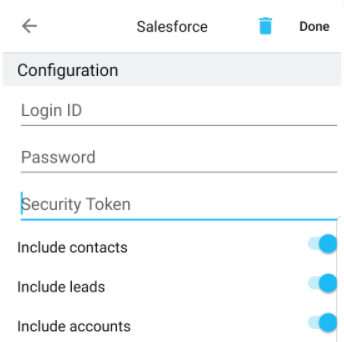 Salesforce Done
Configuration
Login ID
Password
Security Token
Include contacts
Include leads
Include accounts